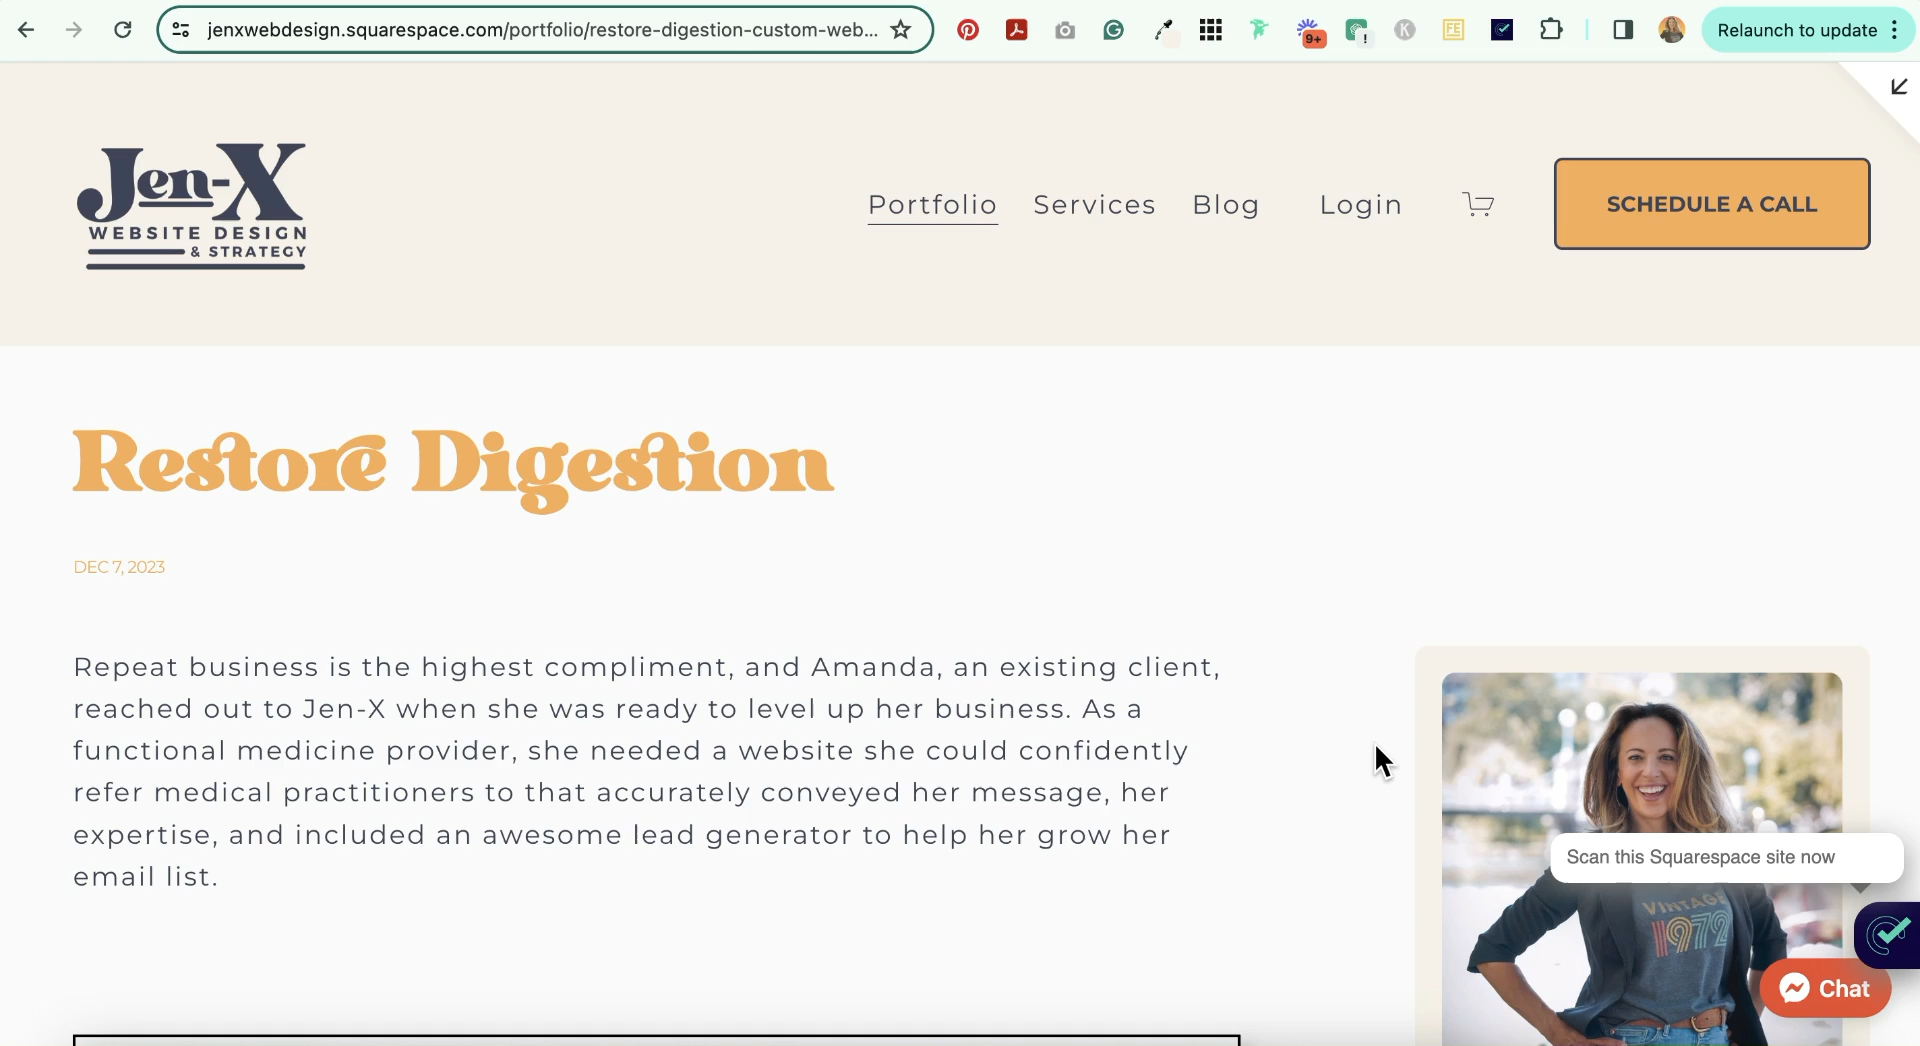 jenxwebdesign.squarespace.com/portfolio/restore-digestion-custom-web...
9+
!
K
FE
Relaunch to update
Jen-X
WEBSITE DESIGN
& STRATEGY
Portfolio
Services
Blog
Login
SCHEDULE A CALL
Restore Digestion
DEC 7, 2023
Repeat business is the highest compliment, and Amanda, an existing client,
reached out to Jen-X when she was ready to level up her business. As a
functional medicine provider, she needed a website she could confidently
refer medical practitioners to that accurately conveyed her message, her
expertise, and included an awesome lead generator to help her grow her
email list.
Scan this Squarespace site now
VINTAGE
1972
Chat